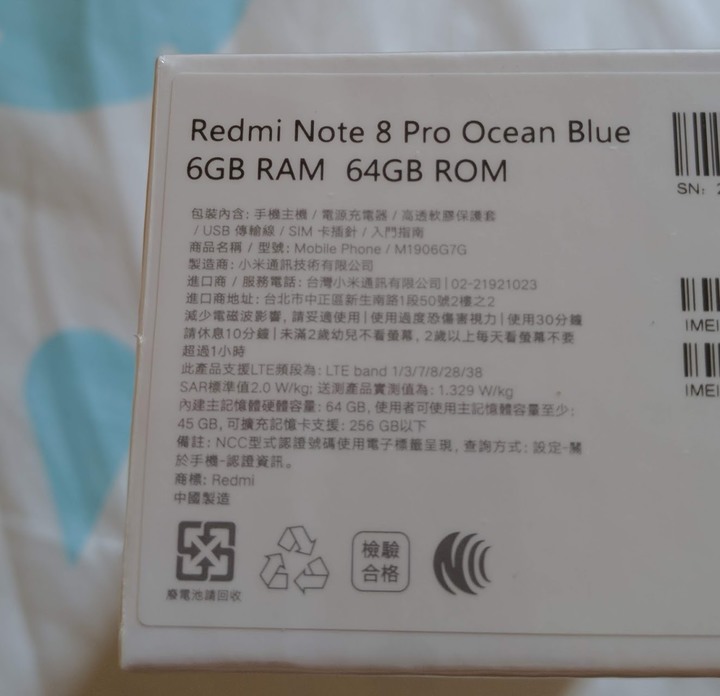 Redmi Note 8 Pro Ocean Blue
6GB RAM 64GB ROM
SN: 2
包裝內含: 手機主機 / 電源充電器 / 高透軟膠保護套
/ USB 傳輸線 / SIM 卡插針 / 入門指南
商品名稱 / 型號: Mobile Phone / M1906G7G
製造商: 小米通訊技術有限公司
進口商 / 服務電話: 台灣小米通訊有限公司 | 02-21921023
進口商地址: 台北市中正區新生南路1段50號2樓之2
減少電磁波影響, 請妥適使用 | 使用過度恐傷害視力 | 使用30分鐘
請休息10分鐘 | 未滿2歲幼兒不看螢幕, 2歲以上每天看螢幕不要
超過1小時
此產品支援LTE頻段為: LTE band 1/3/7/8/28/38
SAR標準值2.0 W/kg; 送測產品實測值為: 1.329 W/kg
內建主記憶體硬體容量: 64 GB, 使用者可使用主記憶體容量至少:
45 GB, 可擴充記憶卡支援: 256 GB以下
備註: NCC型式認證號碼使用電子標籤呈現, 查詢方式: 設定-關
於手機-認證資訊。
商標: Redmi
中國製造
IMEI
IMEI
廢電池請回收
檢驗
合格